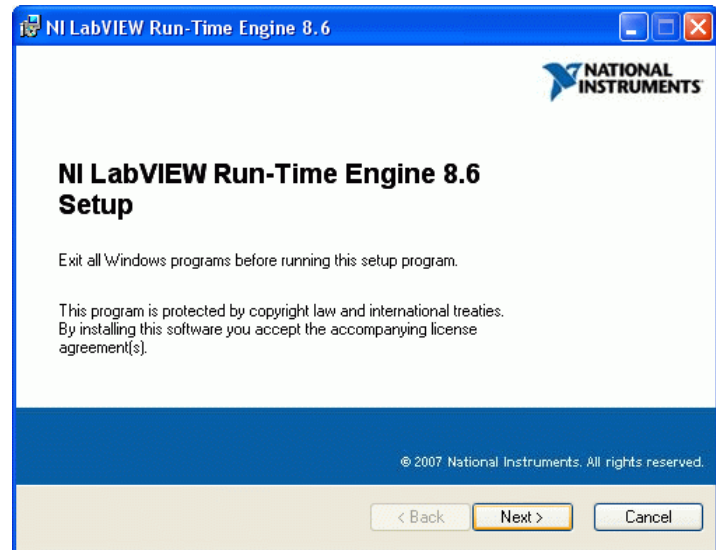 NI LabVIEW Run-Time Engine 8.6
NATIONAL
INSTRUMENTS
NI LabVIEW Run-Time Engine 8.6
Setup
Exit all Windows programs before running this setup program.
This program is protected by copyright law and international treaties.
By installing this software you accept the accompanying license
agreement(s).
© 2007 National Instruments. All rights reserved.
< Back
Next >
Cancel